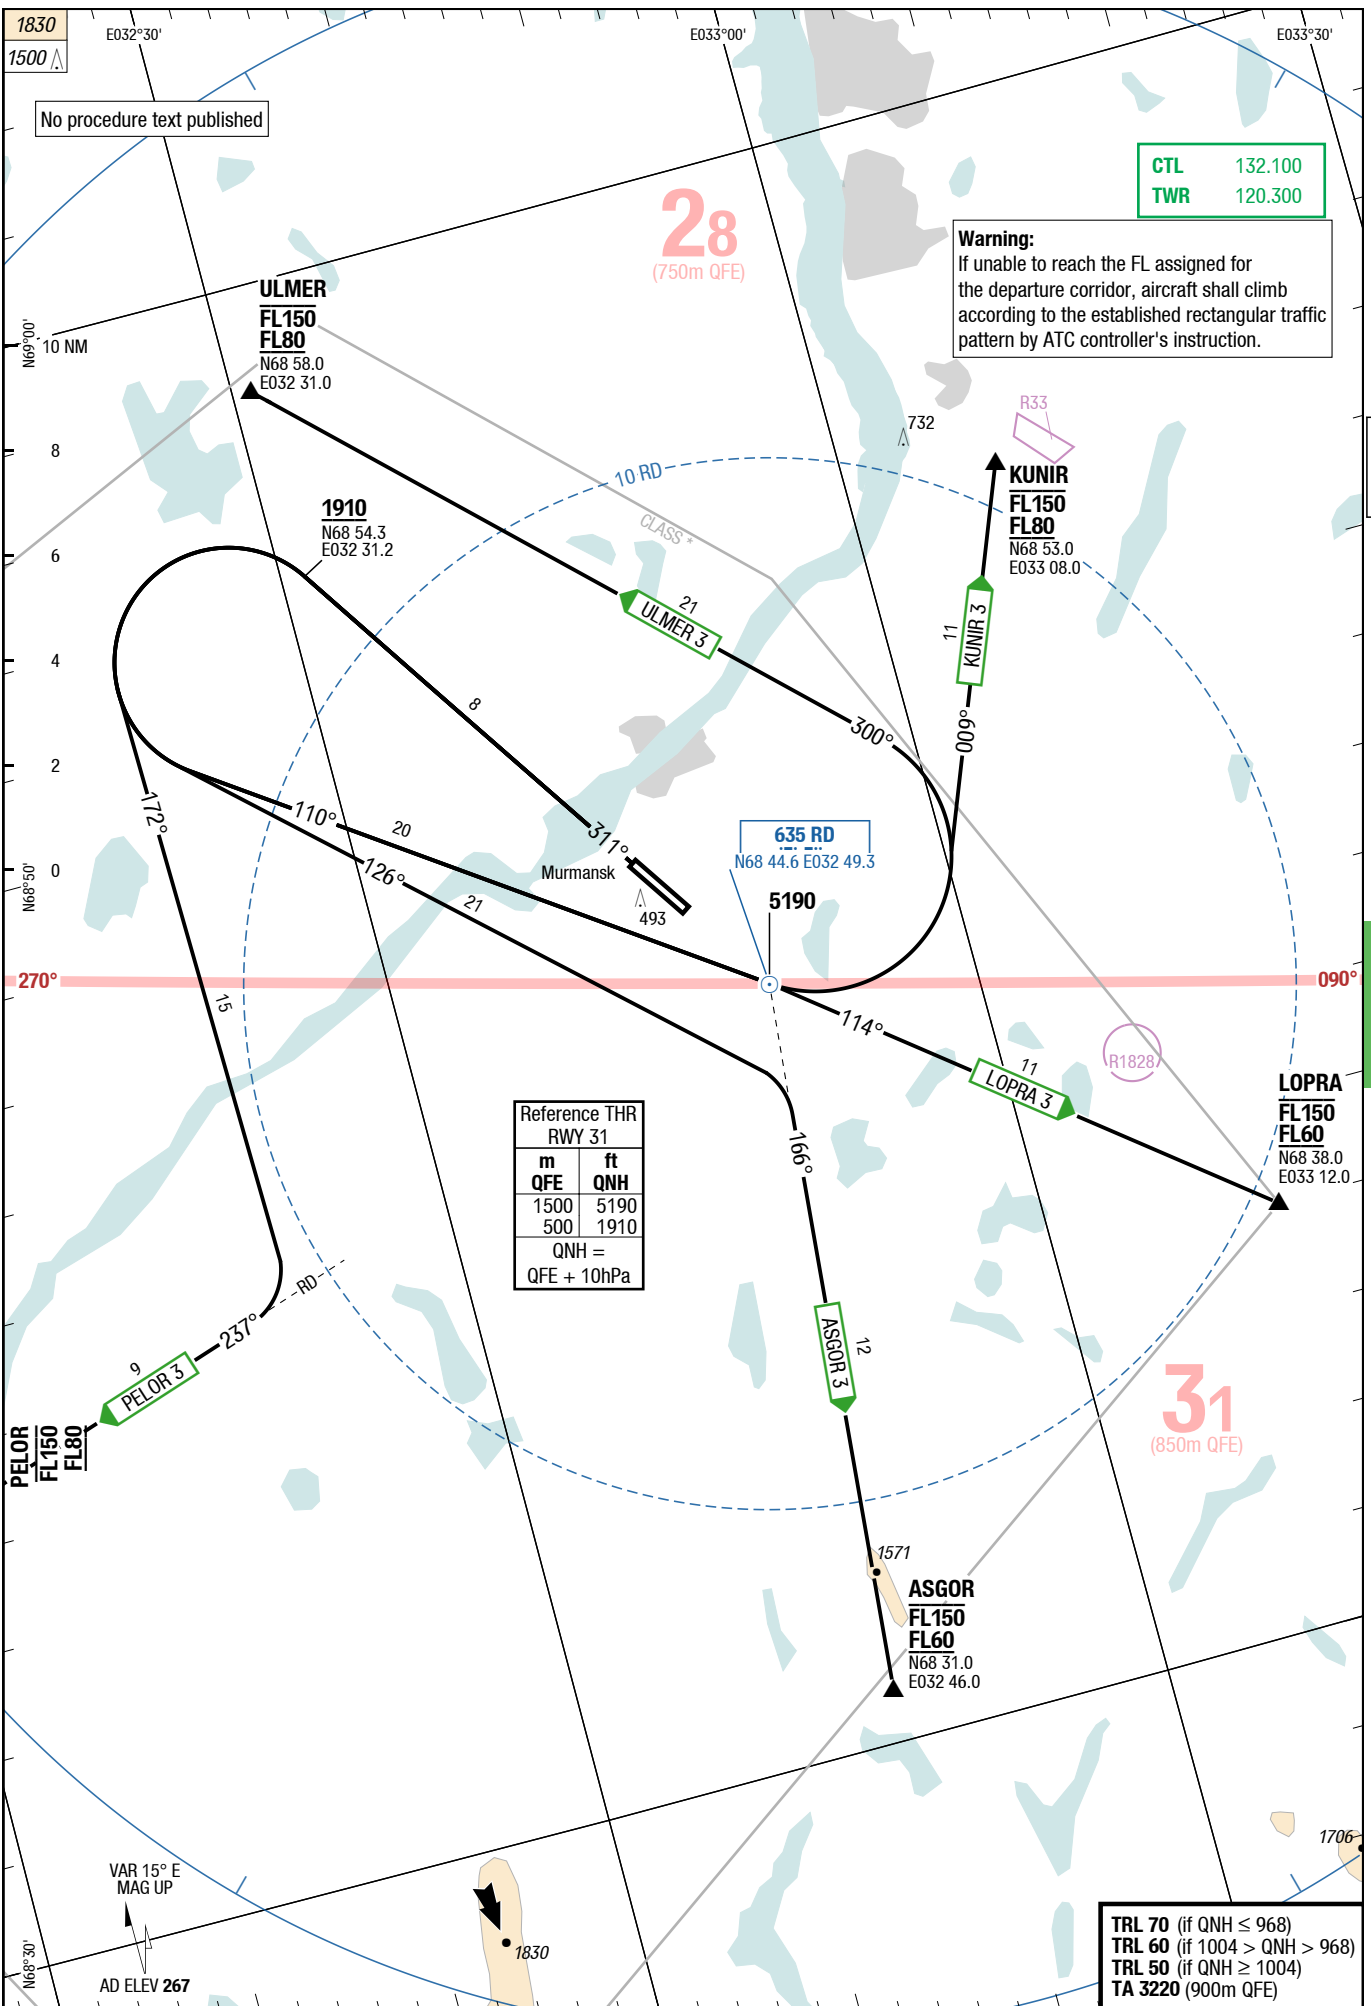 1830
1500
E032°30'
E033°00'
E033°30'
No procedure text published
CTL 132.100
TWR 120.300
28
(750m QFE)
Warning:
If unable to reach the FL assigned for
the departure corridor, aircraft shall climb
according to the established rectangular traffic
pattern by ATC controller's instruction.
ULMER
FL150
FL80
N68 58.0
E032 31.0
N69°00'
10 NM
8
6
4
2
0
N68°50'
R33
732
10 RD
CLASS *
KUNIR
FL150
FL80
N68 53.0
E033 08.0
1910
N68 54.3
E032 31.2
21
ULMER 3
11
KUNIR 3
8
300°
009°
172°
110°
20
126°
21
311°
Murmansk
493
635 RD
N68 44.6 E032 49.3
5190
270°
090°
15
114°
11
LOPRA 3
R1828
LOPRA
FL150
FL60
N68 38.0
E033 12.0
Reference THR
RWY 31
m ft
QFE QNH
1500 5190
500 1910
QNH =
QFE + 10hPa
166°
RD
237°
9
PELOR 3
PELOR
FL150
FL80
12
ASGOR 3
31
(850m QFE)
1571
ASGOR
FL150
FL60
N68 31.0
E032 46.0
1706
VAR 15° E
MAG UP
1830
AD ELEV 267
N68°30'
TRL 70 (if QNH ≤ 968)
TRL 60 (if 1004 > QNH > 968)
TRL 50 (if QNH ≥ 1004)
TA 3220 (900m QFE)